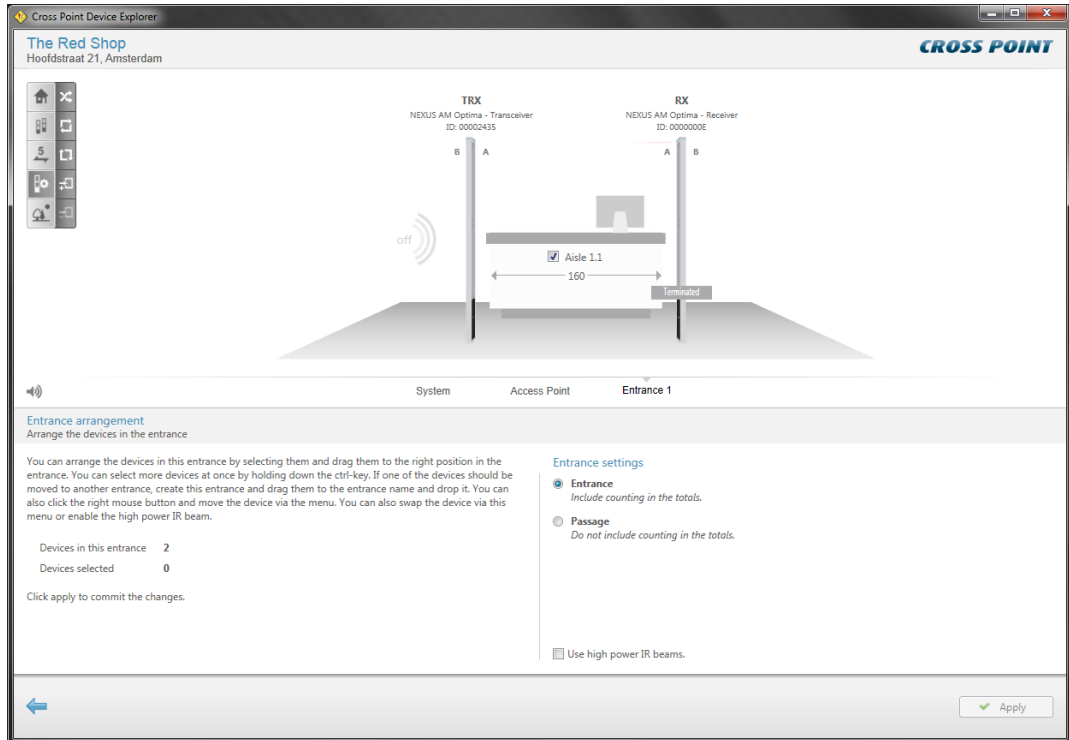 Cross Point Device Explorer
The Red Shop
Hoofdstraat 21, Amsterdam
CROSS POINT
5
TRX
NEXUS AM Optima - Transceiver
ID: 00002435
B A
RX
NEXUS AM Optima - Receiver
ID: 0000000E
A B
off
Aisle 1.1
160
Terminated
System Access Point Entrance 1
Entrance arrangement
Arrange the devices in the entrance
You can arrange the devices in this entrance by selecting them and drag them to the right position in the
entrance. You can select more devices at once by holding down the ctrl-key. If one of the devices should be
moved to another entrance, create this entrance and drag them to the entrance name and drop it. You can
also click the right mouse button and move the device via the menu. You can also swap the device via this
menu or enable the high power IR beam.
Devices in this entrance 2
Devices selected 0
Click apply to commit the changes.
Entrance settings
Entrance
Include counting in the totals.
Passage
Do not include counting in the totals.
Use high power IR beams.
Apply